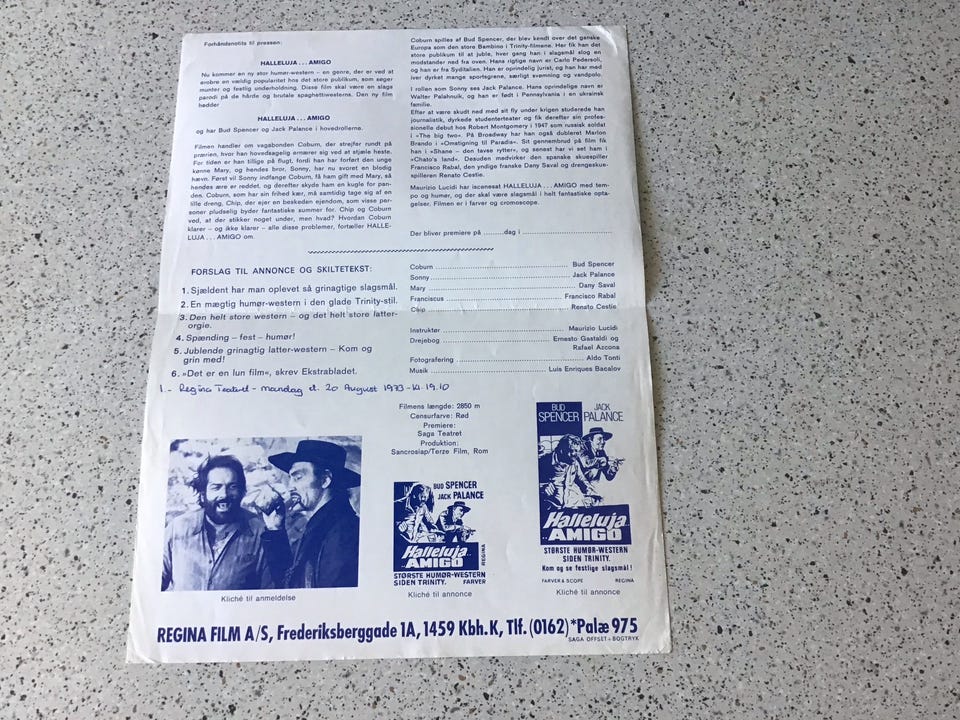 Forhåndsnotits til pressen:
HALLELUJA . . . AMIGO
Nu kommer en ny stor humør-western – en genre, der er ved at
erobre en vældig popularitet hos det store publikum, som søger
munter og festlig underholdning. Disse film skal være en slags
parodi på de hårde og brutale spaghettiwesterns. Den ny film
hedder
HALLELUJA . . . AMIGO
og har Bud Spencer og Jack Palance i hovedrollerne.
Filmen handler om vagabonden Coburn, der strejfer rundt på
prærien, hvor han hovedsagelig ernærer sig ved at stjæle heste.
For tiden er han tillige på flugt, fordi han har forført den unge
kønne Mary, og hendes bror, Sonny, har nu svoret en blodig
hævn. Først vil Sonny indfange Coburn, få ham gift med Mary, så
hendes ære er reddet, og derefter skyde ham en kugle for pan-
den. Coburn, som har sin frihed kær, må samtidig tage sig af en
lille dreng, Chip, der ejer en beskeden ejendom, som visse per-
soner pludselig byder fantastiske summer for. Chip og Coburn
ved, at der stikker noget under, men hvad? Hvordan Coburn
klarer – og ikke klarer – alle disse problemer, fortæller HALLE-
LUJA . . . AMIGO om.
Coburn spilles af Bud Spencer, der blev kendt over det ganske
Europa som den store Bambino i Trinity-filmene. Her fik han det
store publikum til at juble, hver gang han i slagsmål slog en
modstander ned fra oven. Hans rigtige navn er Carlo Pedersoli,
og han er fra Syditalien. Han er oprindelig jurist, og han har med
iver dyrket mange sportsgrene, særligt svømning og vandpolo.
I rollen som Sonny ses Jack Palance. Hans oprindelige navn er
Walter Palahnuik, og han er født i Pennsylvania i en ukrainsk
familie.
Efter at være skudt ned med sit fly under krigen studerede han
journalistik, dyrkede studenterteater og fik derefter sin profes-
sionelle debut hos Robert Montgomery i 1947 som russisk soldat
i »The big two«. På Broadway har han også dubleret Marlon
Brando i »Omstigning til Paradis«. Sit gennembrud på film fik
han i »Shane – den tavse rytter«, og senest har vi set ham i
»Chato's land«. Desuden medvirker den spanske skuespiller
Francisco Rabal, den yndige franske Dany Saval og drengesku-
spilleren Renato Cestie.
Maurizio Lucidi har iscenesat HALLELUJA . . . AMIGO med tem-
po og humør, og der skal være slagsmål i helt fantastiske opta-
gelser. Filmen er i farver og cromoscope.
Der bliver premiere på .........dag i ..............................
FORSLAG TIL ANNONCE OG SKILTETEKST:
1. Sjældent har man oplevet så grinagtige slagsmål.
2. En mægtig humør-western i den glade Trinity-stil.
3. Den helt store western – og det helt store latter-
orgie.
4. Spænding – fest – humør!
5. Jublende grinagtig latter-western – Kom og
grin med!
6. »Det er en lun film«, skrev Ekstrabladet.
Coburn .......... Bud Spencer
Sonny .......... Jack Palance
Mary .......... Dany Saval
Franciscus .......... Francisco Rabal
Chip .......... Renato Cestie
Instruktør .......... Maurizio Lucidi
Drejebog .......... Ernesto Gastaldi og
Rafael Azcona
Fotografering .......... Aldo Tonti
Musik .......... Luis Enriques Bacalov
1. - Regina Teatret - mandag d. 20 August 1973 - kl. 19.10
Filmens længde: 2850 m
Censurfarve: Rød
Premiere:
Saga Teatret
Produktion:
Sancrosiap/Terze Film, Rom
Kliché til anmeldelse
BUD SPENCER
JACK PALANCE
Halleluja
AMIGO
REGINA
STØRSTE HUMØR-WESTERN
SIDEN TRINITY. FARVER
Kliché til annonce
BUD SPENCER
JACK PALANCE
Halleluja
AMIGO
STØRSTE HUMØR-WESTERN
SIDEN TRINITY.
Kom og se festlige slagsmål!
FARVER & SCOPE REGINA
Kliché til annonce
REGINA FILM A/S, Frederiksberggade 1A, 1459 Kbh.K, Tlf. (0162) *Palæ 975
SAGA OFFSET - BOGTRYK